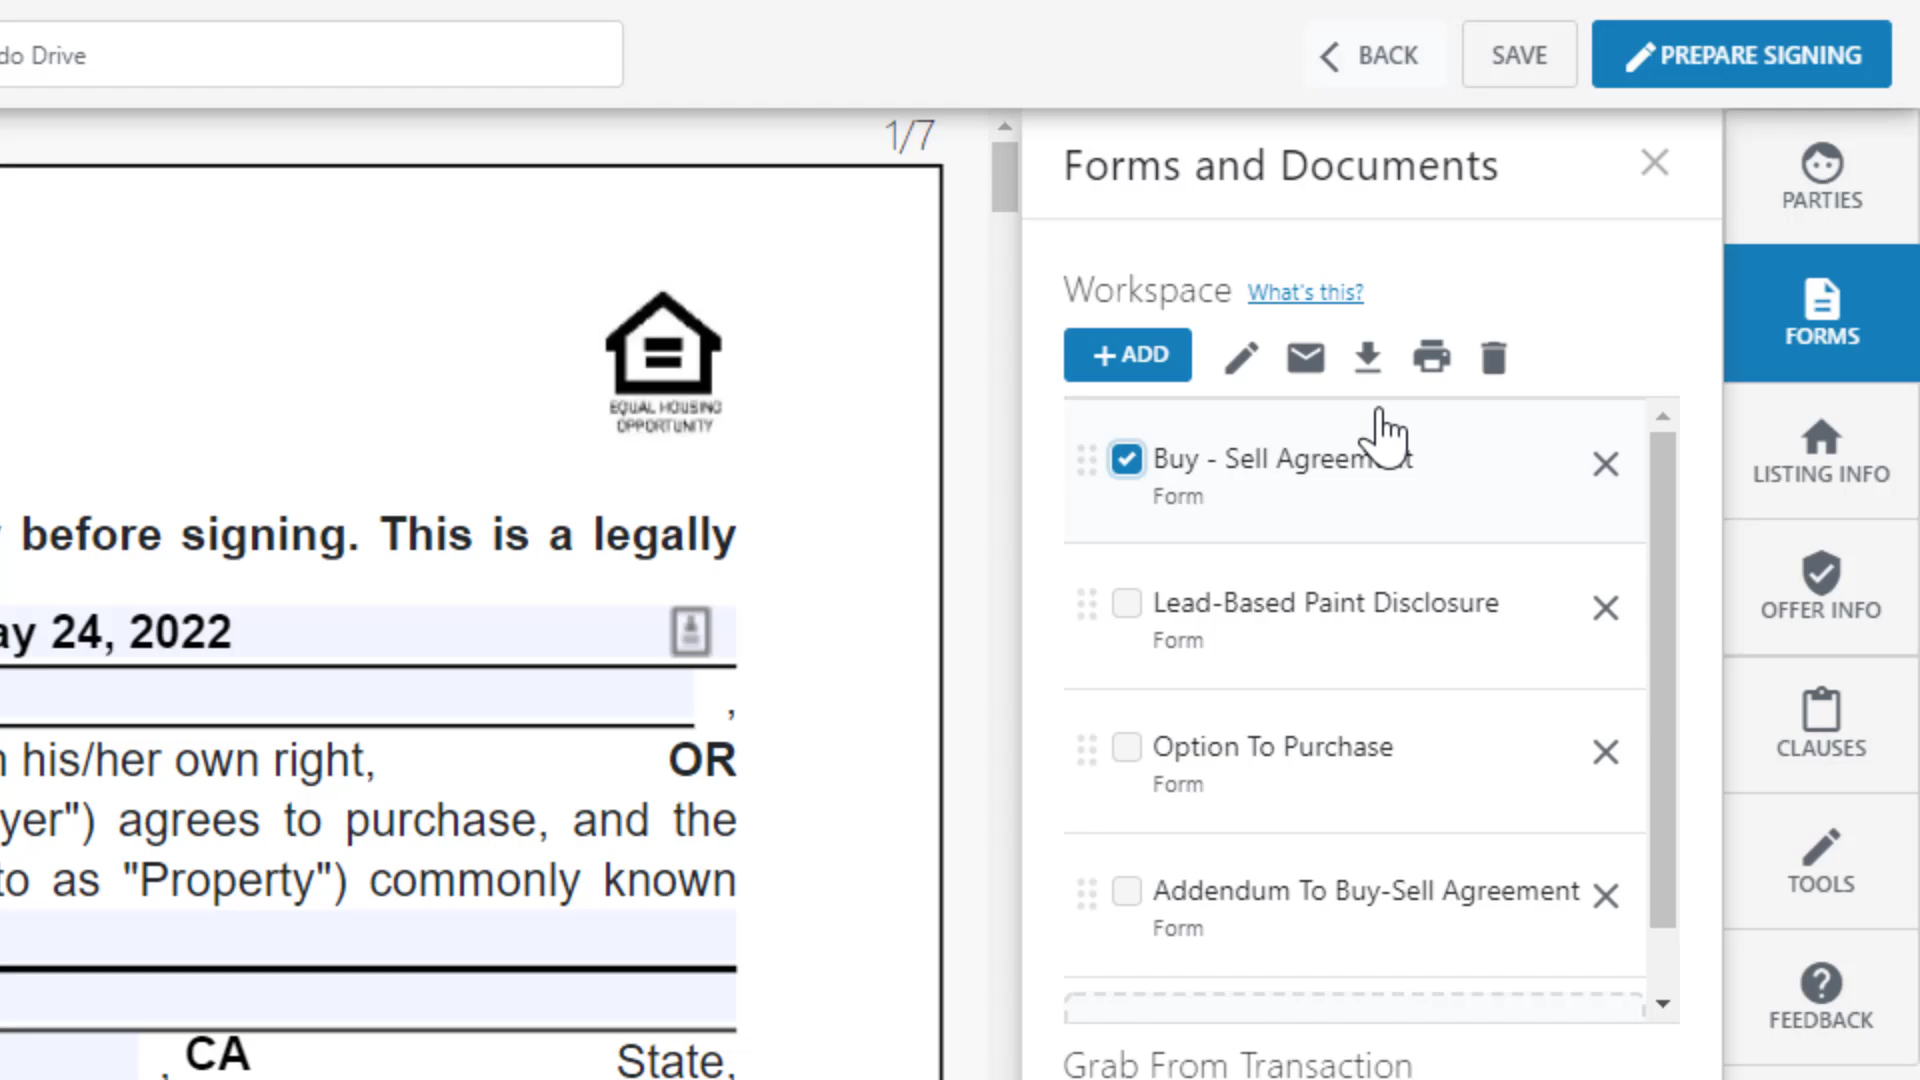 do Drive
BACK
SAVE
PREPARE SIGNING
1/7
EQUAL HOUSING
OPPORTUNITY
before signing. This is a legally
ay 24, 2022
,
his/her own right, OR
yer") agrees to purchase, and the
to as "Property") commonly known
, CA State,
Forms and Documents
Workspace What's this?
+ ADD
Buy - Sell Agreement
Form
Lead-Based Paint Disclosure
Form
Option To Purchase
Form
Addendum To Buy-Sell Agreement
Form
Grab From Transaction
PARTIES
FORMS
LISTING INFO
OFFER INFO
CLAUSES
TOOLS
FEEDBACK